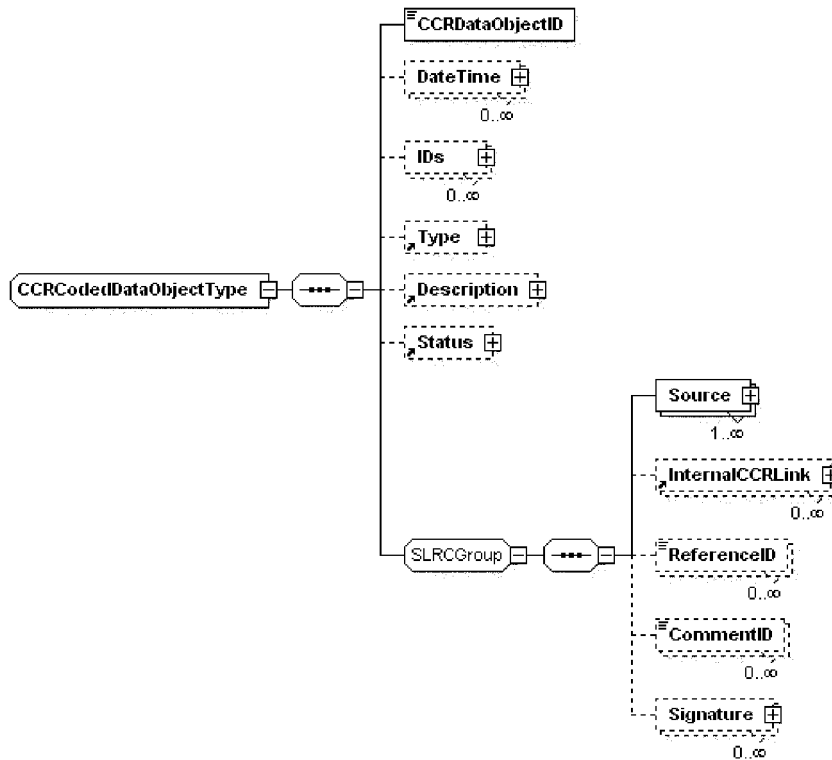 CCRDataObjectID
DateTime
0..∞
IDs
0..∞
Type
CCRCodedDataObjectType
Description
Status
Source
1..∞
InternalCCRLink
0..∞
SLRCGroup
ReferenceID
0..∞
CommentID
0..∞
Signature
0..∞